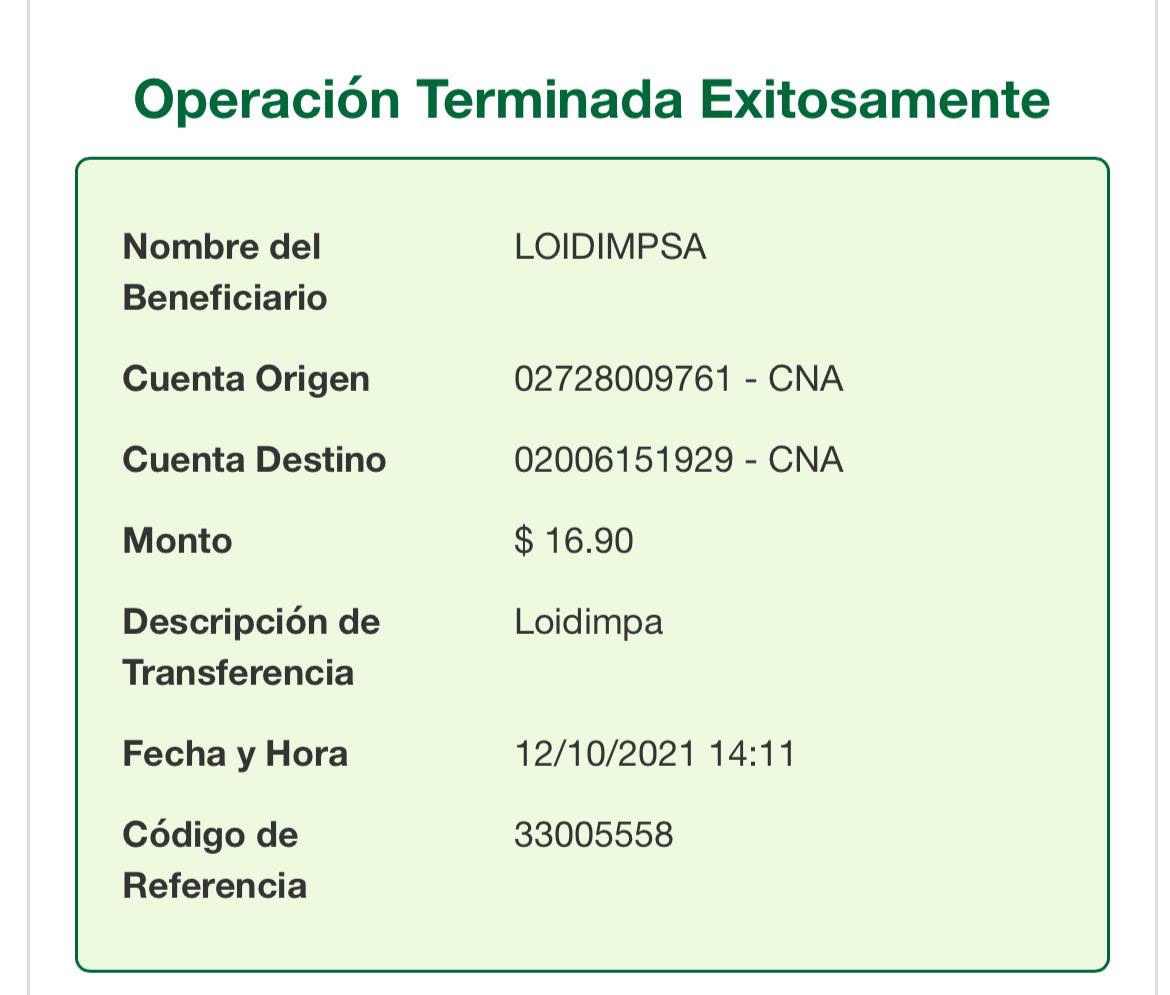 Operación Terminada Exitosamente
Nombre del LOIDIMPSA
Beneficiario
Cuenta Origen 02728009761 - CNA
Cuenta Destino 02006151929 - CNA
Monto $ 16.90
Descripción de Loidimpa
Transferencia
Fecha y Hora 12/10/2021 14:11
Código de 33005558
Referencia